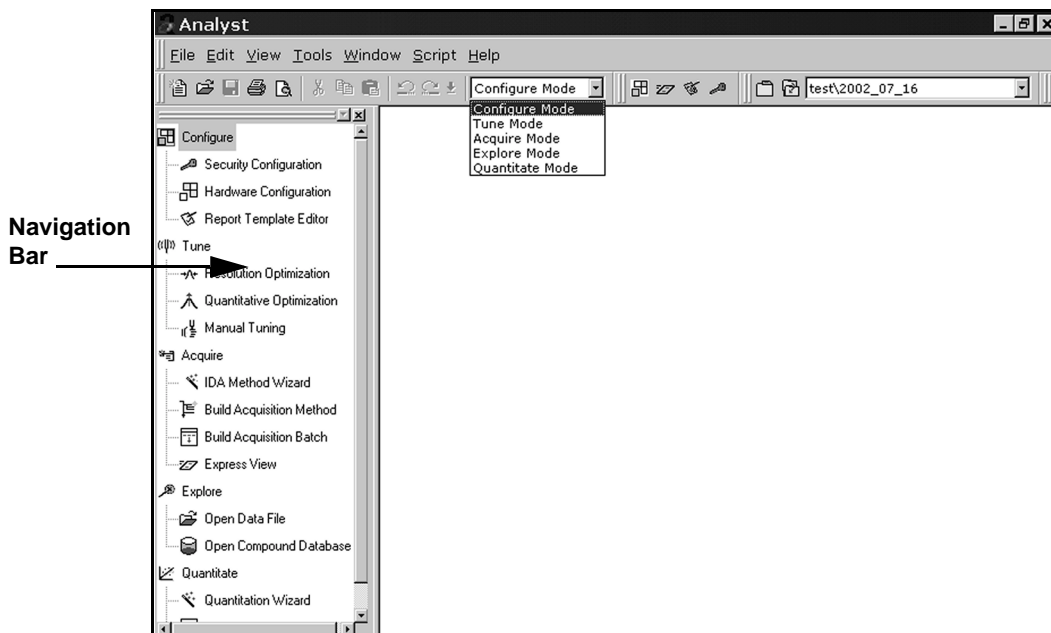 Analyst
File Edit View Tools Window Script Help
Configure Mode
test\2002_07_16
Configure Mode
Tune Mode
Acquire Mode
Explore Mode
Quantitate Mode
Navigation
Bar
Configure
Security Configuration
Hardware Configuration
Report Template Editor
Tune
Resolution Optimization
Quantitative Optimization
Manual Tuning
Acquire
IDA Method Wizard
Build Acquisition Method
Build Acquisition Batch
Express View
Explore
Open Data File
Open Compound Database
Quantitate
Quantitation Wizard